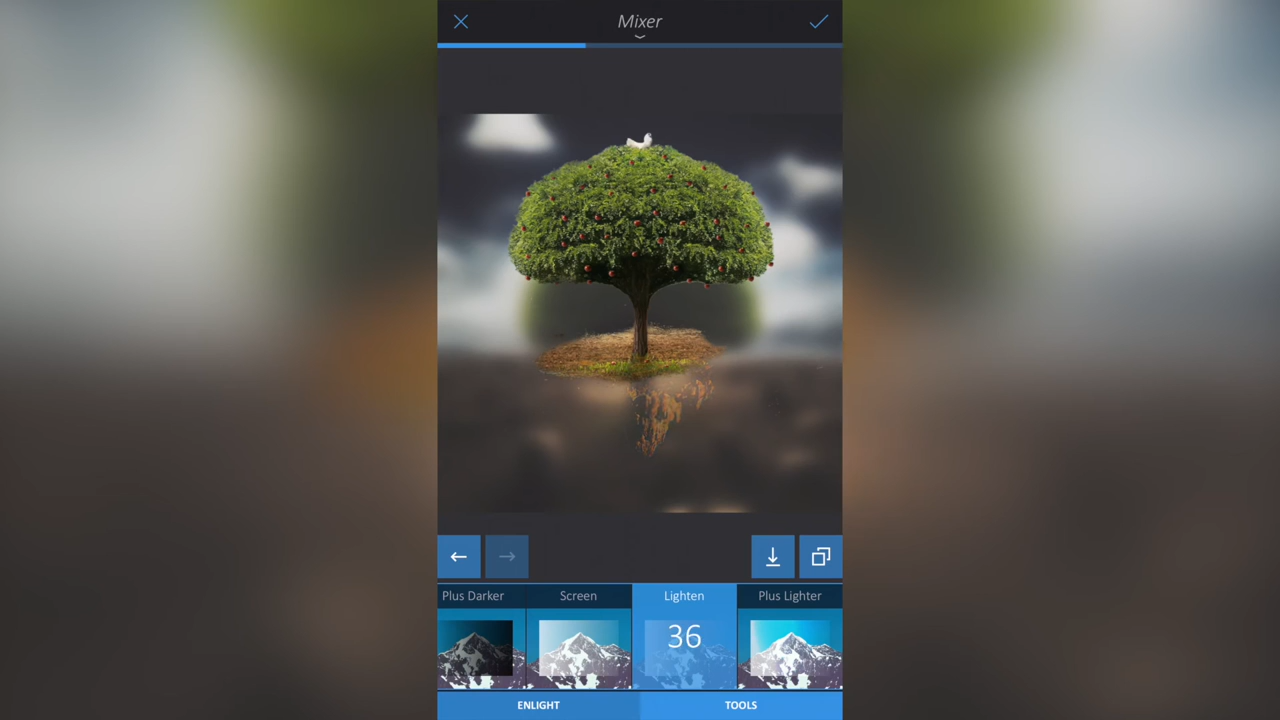 Mixer
Plus Darker
Screen
Lighten
Plus Lighter
36
ENLIGHT
TOOLS